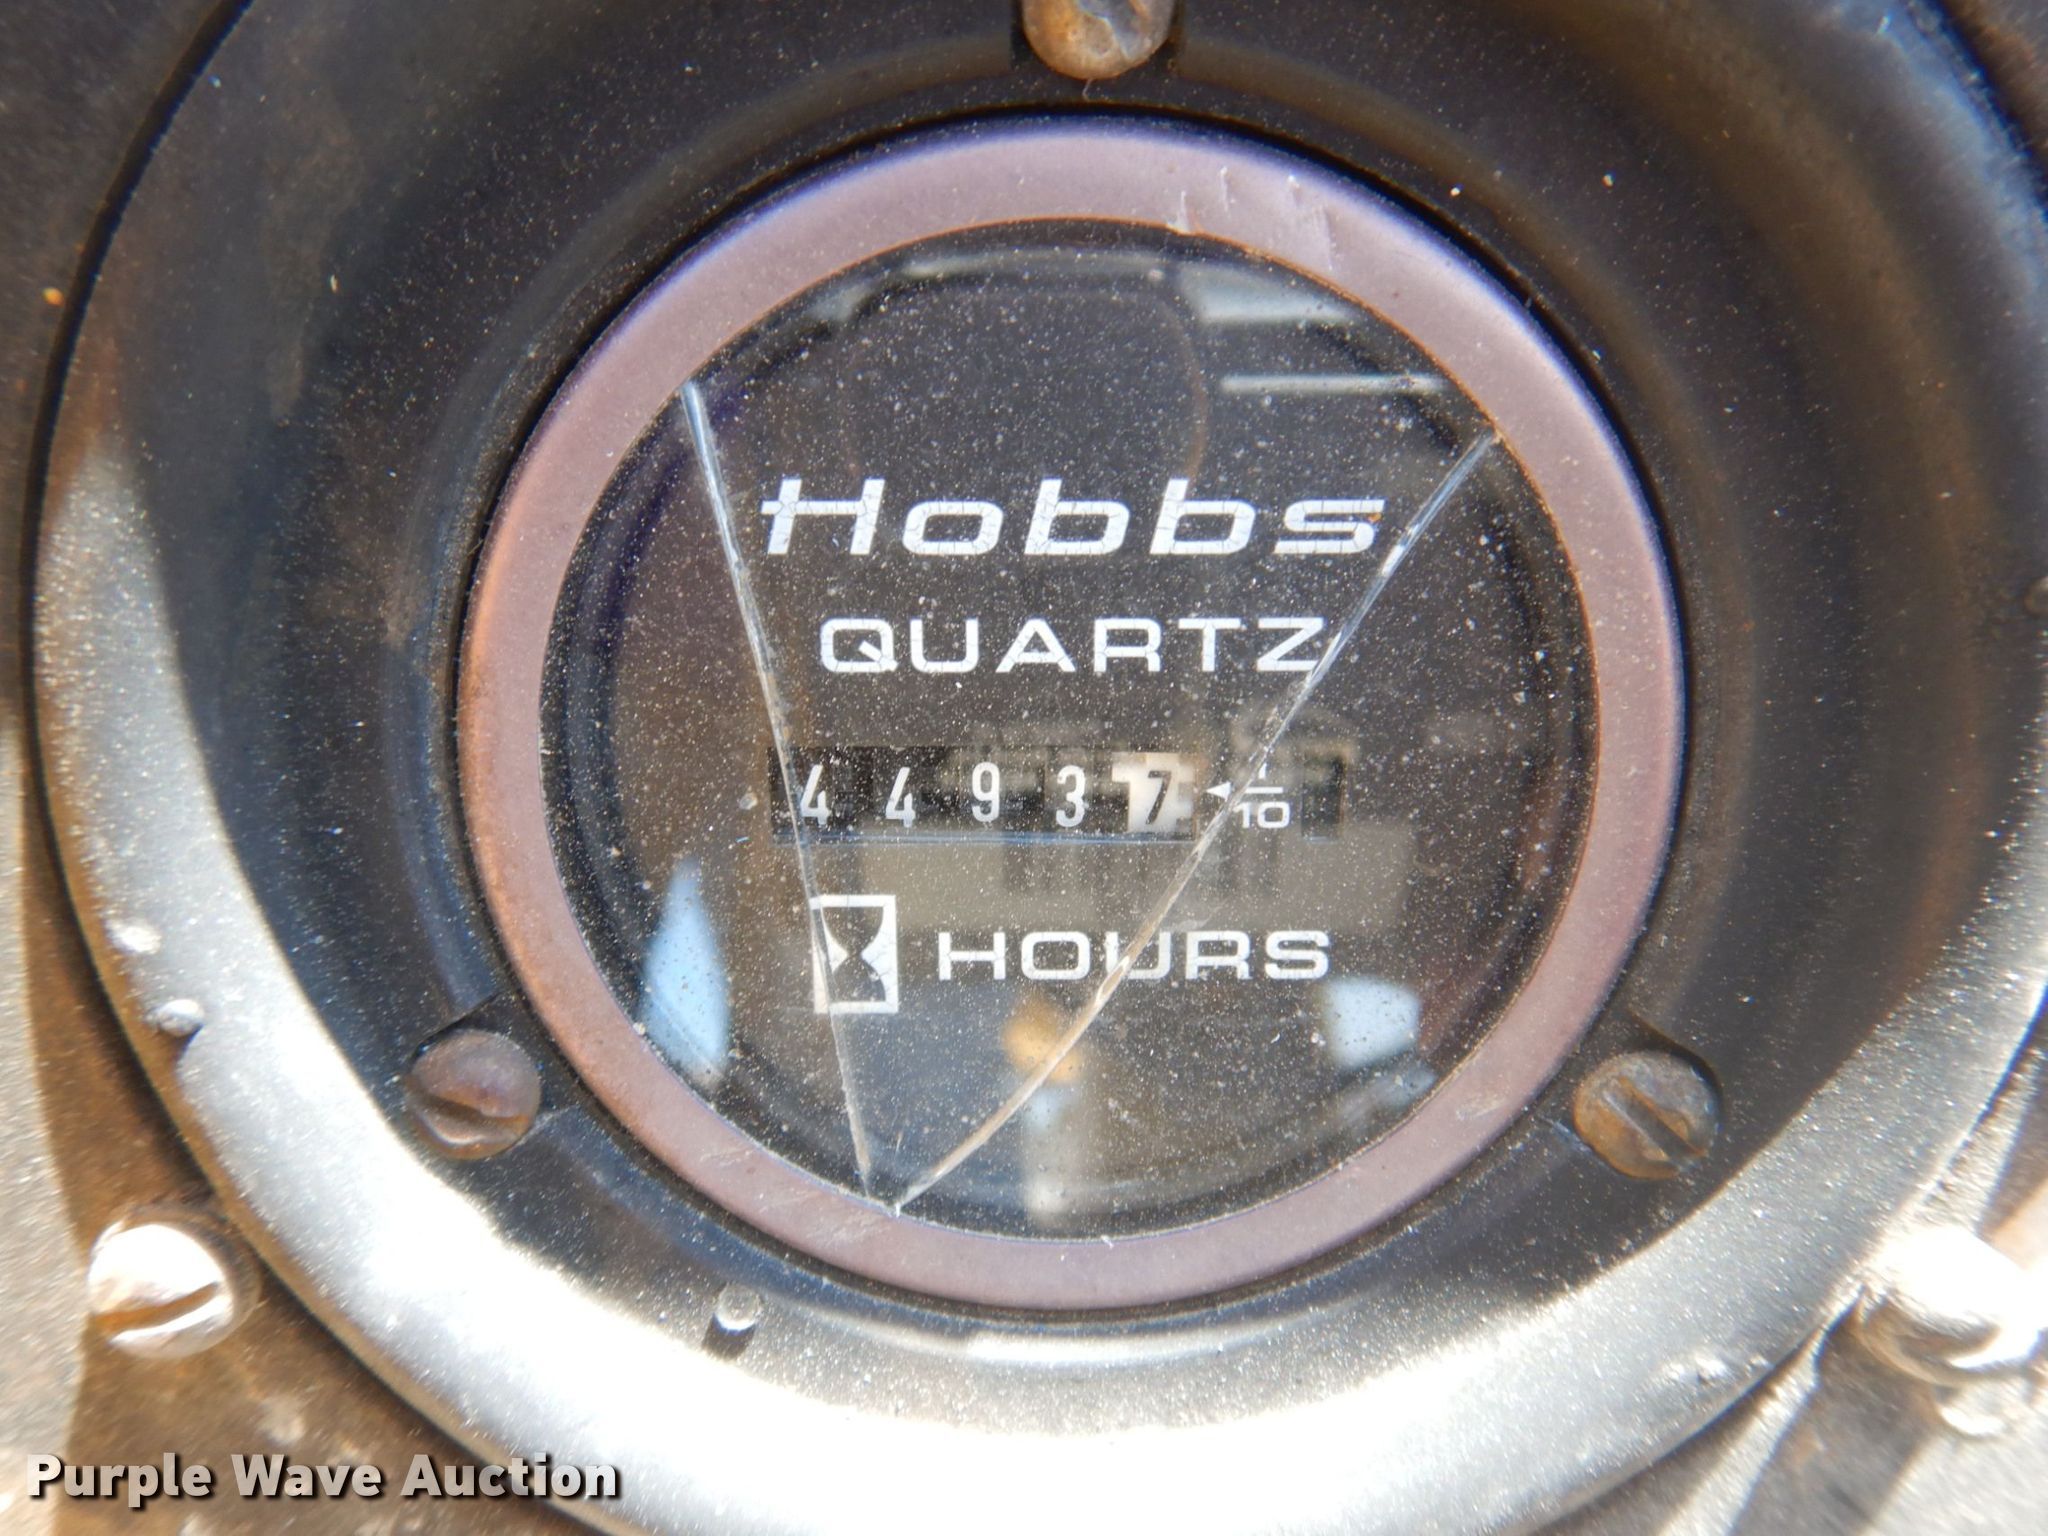 Hobbs
QUARTZ
4 4 9 3 7 1/10
HOURS
Purple Wave Auction